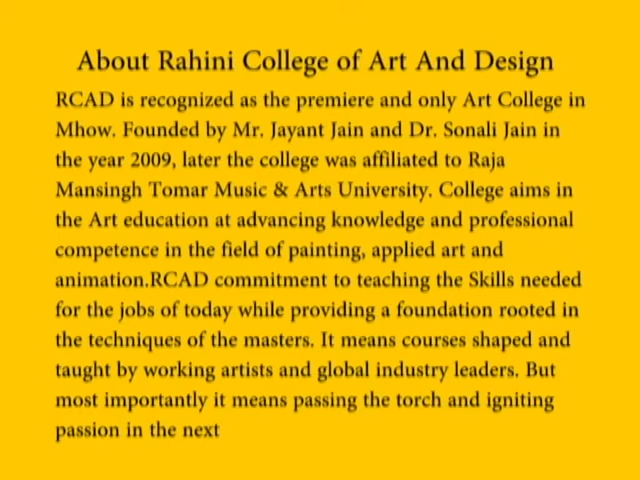 About Rahini College of Art And Design
RCAD is recognized as the premiere and only Art College in
Mhow. Founded by Mr. Jayant Jain and Dr. Sonali Jain in
the year 2009, later the college was affiliated to Raja
Mansingh Tomar Music & Arts University. College aims in
the Art education at advancing knowledge and professional
competence in the field of painting, applied art and
animation.RCAD commitment to teaching the Skills needed
for the jobs of today while providing a foundation rooted in
the techniques of the masters. It means courses shaped and
taught by working artists and global industry leaders. But
most importantly it means passing the torch and igniting
passion in the next